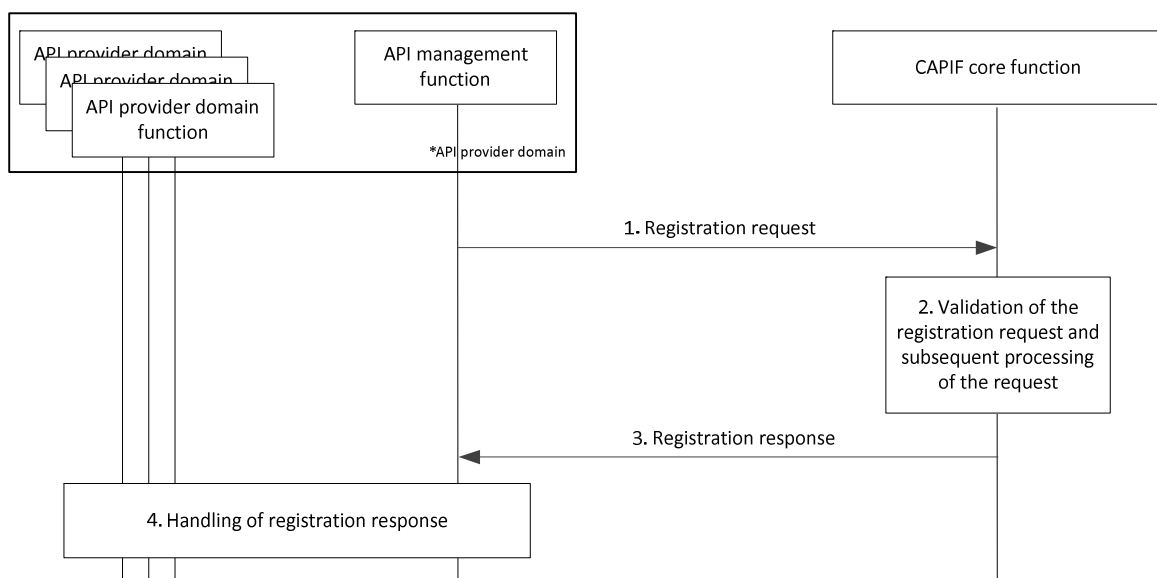 API provider domain
API provider domain
API provider domain
function
API management
function
*API provider domain
CAPIF core function
1. Registration request
2. Validation of the
registration request and
subsequent processing
of the request
3. Registration response
4. Handling of registration response